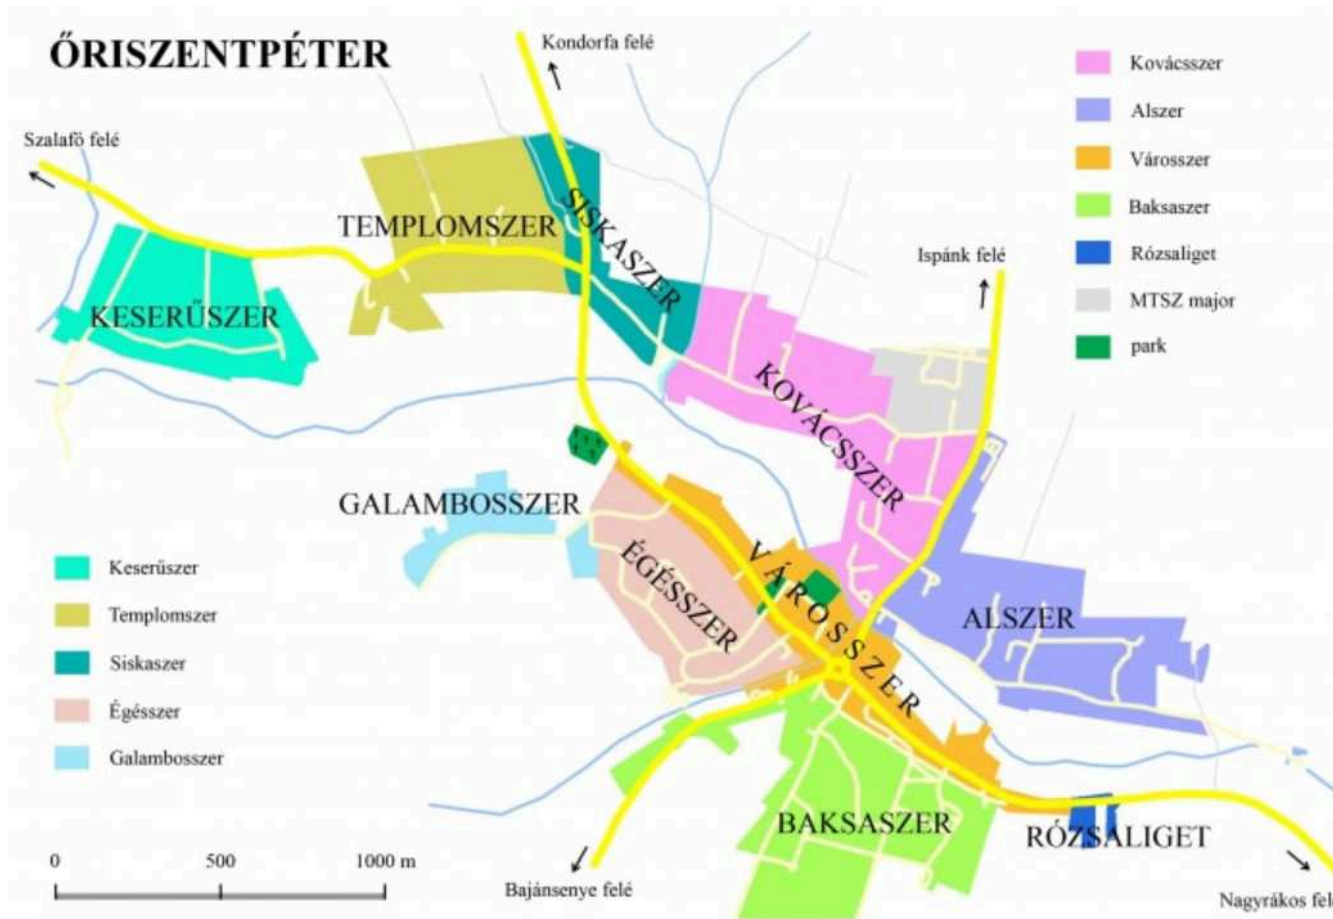 ŐRISZENTPÉTER
Kondorfa felé
Szalafő felé
Ispánk felé
Bajánsenye felé
Nagyrákos felé
TEMPLOMSZER
SISKASZER
KESERŰSZER
KOVÁCSSZER
GALAMBOSSZER
ÉGÉSSZER
VÁROSSZER
ALSZER
BAKSASZER
RÓZSALIGET
Kovácsszer
Alszer
Városszer
Baksaszer
Rózsaliget
MTSZ major
park
Keserűszer
Templomszer
Siskaszer
Égésszer
Galambosszer
0 500 1000 m